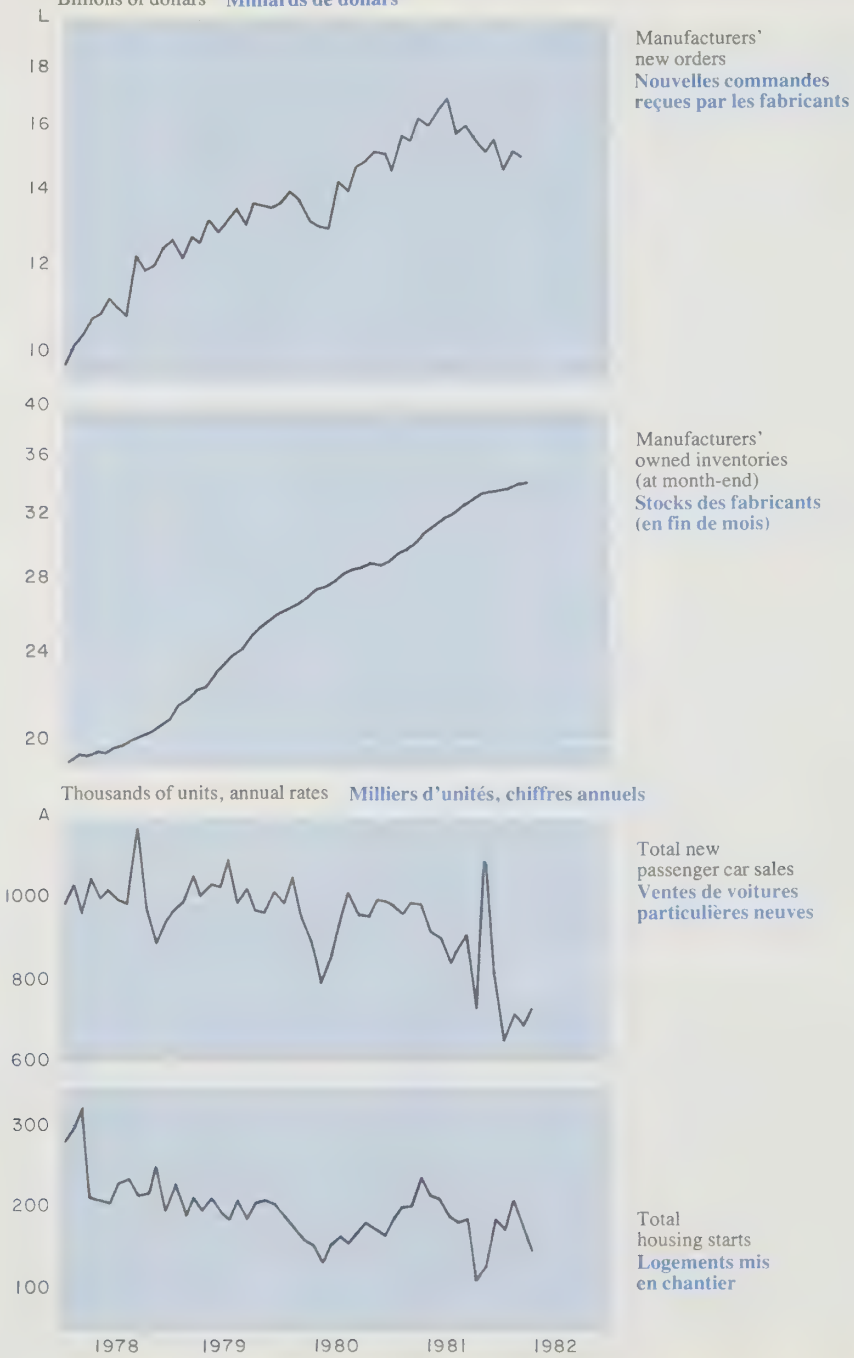 Billions of dollars Milliards de dollars
L
18
16
14
12
10
Manufacturers'
new orders
Nouvelles commandes
reçues par les fabricants
40
36
32
28
24
20
Manufacturers'
owned inventories
(at month-end)
Stocks des fabricants
(en fin de mois)
Thousands of units, annual rates Milliers d'unités, chiffres annuels
A
1000
800
600
Total new
passenger car sales
Ventes de voitures
particulières neuves
300
200
100
Total
housing starts
Logements mis
en chantier
1978 1979 1980 1981 1982